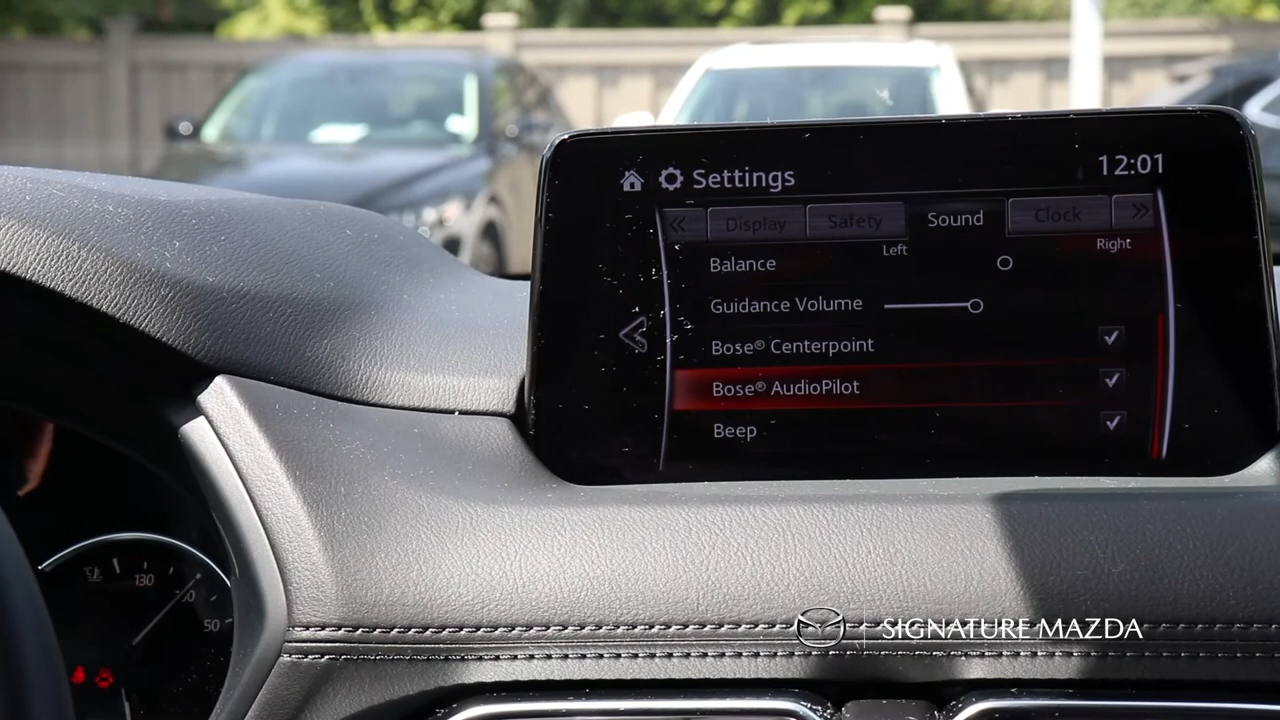 Settings
12:01
« Display Safety Sound Clock »
Left Right
Balance
Guidance Volume
Bose® Centerpoint
Bose® AudioPilot
Beep
130
50
SIGNATURE MAZDA